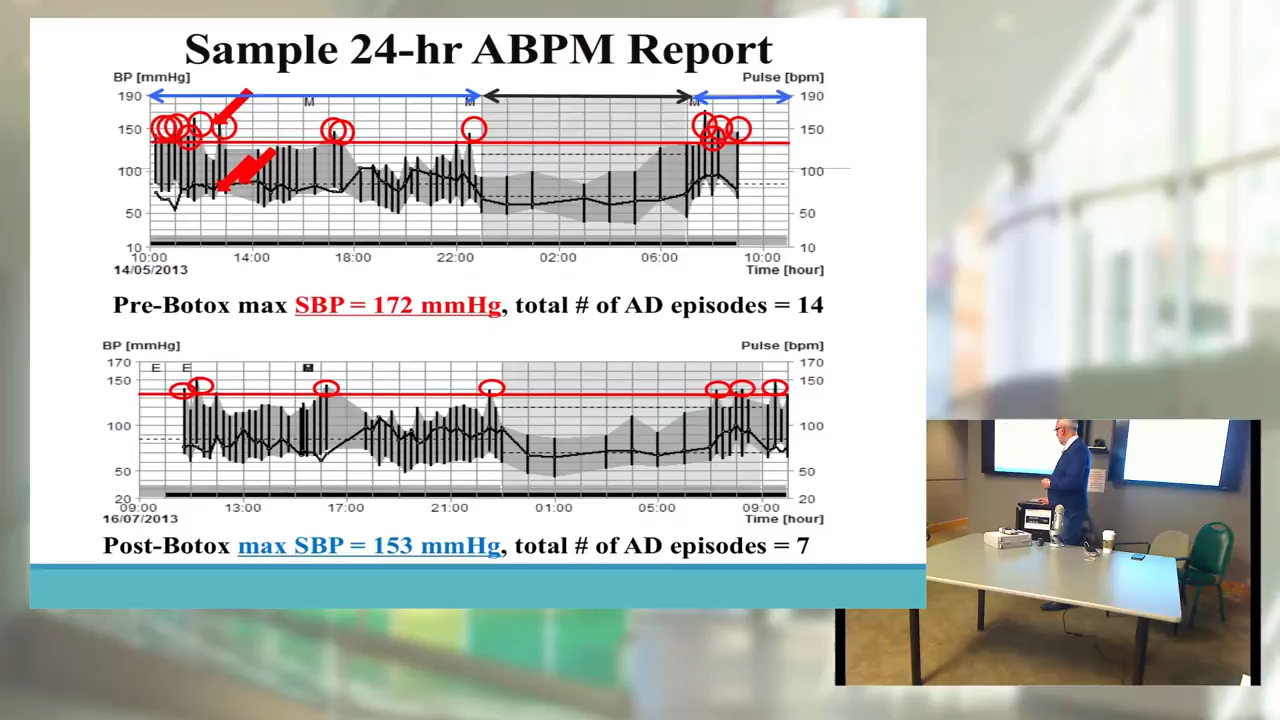 Sample 24-hr ABPM Report
BP [mmHg] Pulse [bpm]
190 190
M M M
150 150
100 100
50 50
10 10
10:00 14:00 18:00 22:00 02:00 06:00 10:00
14/05/2013 Time [hour]
Pre-Botox max SBP = 172 mmHg, total # of AD episodes = 14
BP [mmHg] Pulse [bpm]
170 170
E E
150 150
100 100
50 50
20 20
09:00 13:00 17:00 21:00 01:00 05:00 09:00
16/07/2013 Time [hour]
Post-Botox max SBP = 153 mmHg, total # of AD episodes = 7